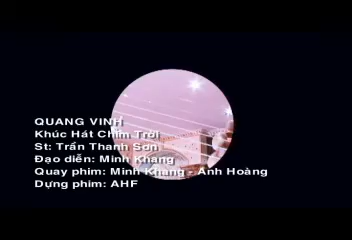 QUANG VINH
Khúc Hát Chim Trời
St: Trần Thanh Sơn
Đạo diễn: Minh Khang
Quay phim: Minh Khang - Anh Hoàng
Dựng phim: AHF